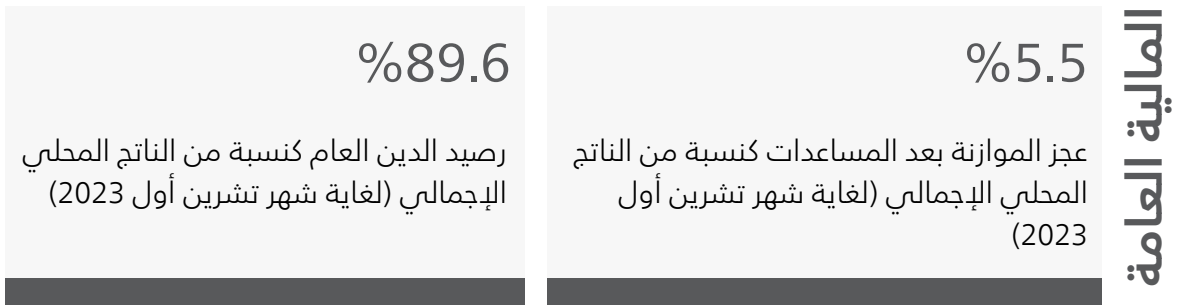 المالية العامة
%5.5
عجز الموازنة بعد المساعدات كنسبة من الناتج
المحلي الإجمالي (لغاية شهر تشرين أول
2023)
%89.6
رصيد الدين العام كنسبة من الناتج المحلي
الإجمالي (لغاية شهر تشرين أول 2023)